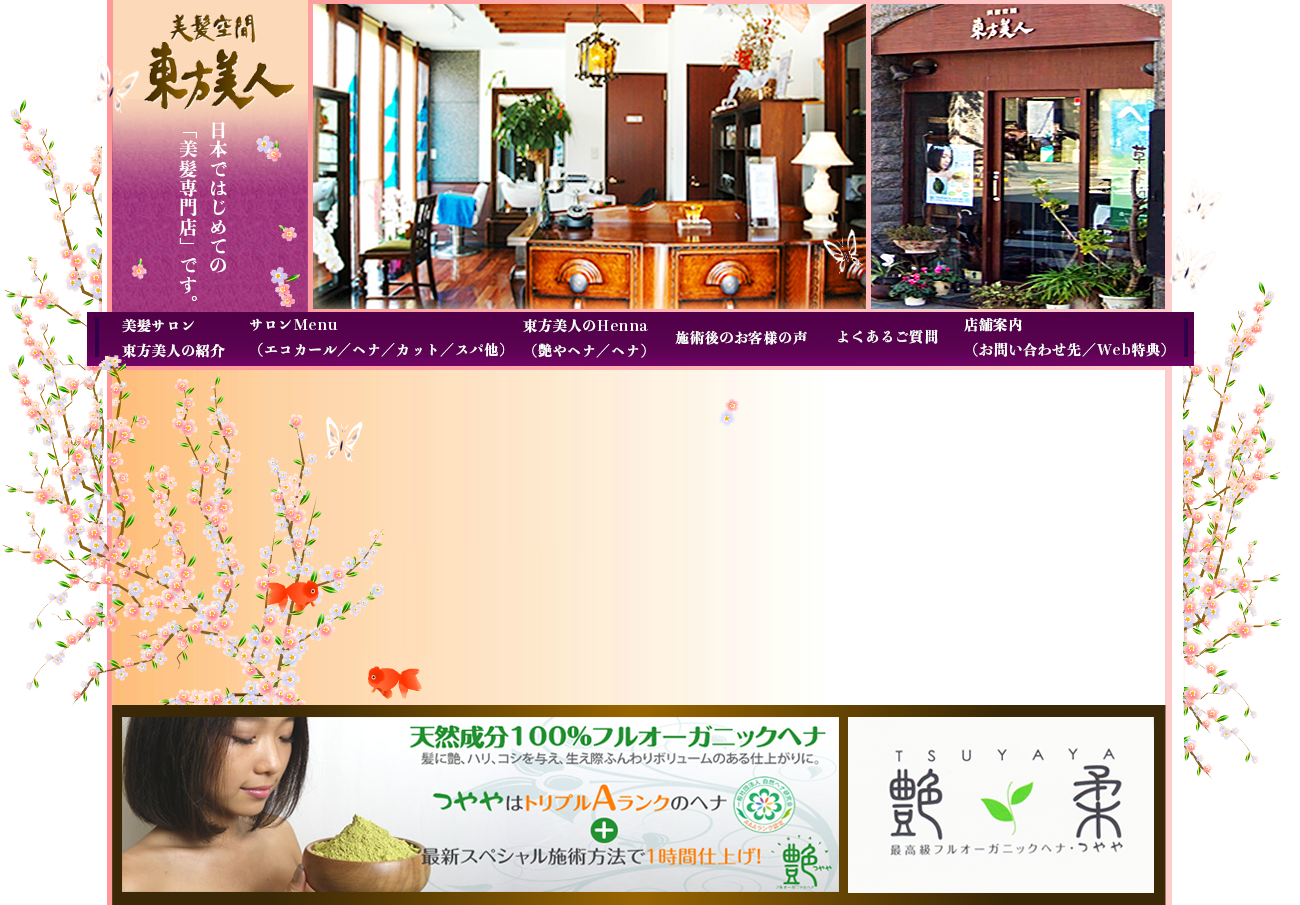 美髪空間
東方美人
日本ではじめての
「美髪専門店」です。
東方美人
美髪サロン
東方美人の紹介
サロンMenu
（エコカール／ヘナ／カット／スパ他）
東方美人のHenna
（艶やヘナ／ヘナ）
施術後のお客様の声
よくあるご質問
店舗案内
（お問い合わせ先／Web特典）
天然成分100%フルオーガニックヘナ
髪に艶、ハリ、コシを与え、生え際ふんわりボリュームのある仕上がりに。
つややはトリプルAランクのヘナ
+
最新スペシャル施術方法で1時間仕上げ!
艶
つやや
TSUYAYA
艶 柔
最高級フルオーガニックヘナ・つやや